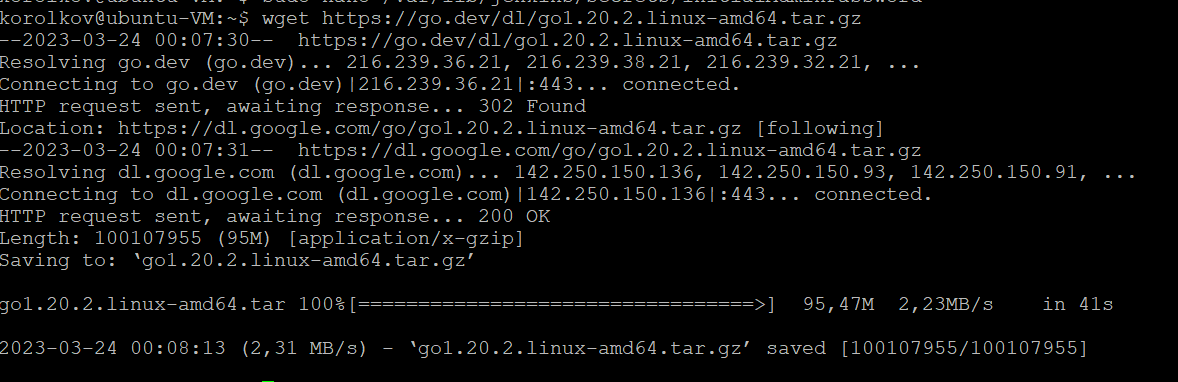 korolkov@ubuntu-VM:~$ wget https://go.dev/dl/go1.20.2.linux-amd64.tar.gz
--2023-03-24 00:07:30--  https://go.dev/dl/go1.20.2.linux-amd64.tar.gz
Resolving go.dev (go.dev)... 216.239.36.21, 216.239.38.21, 216.239.32.21, ...
Connecting to go.dev (go.dev)|216.239.36.21|:443... connected.
HTTP request sent, awaiting response... 302 Found
Location: https://dl.google.com/go/go1.20.2.linux-amd64.tar.gz [following]
--2023-03-24 00:07:31--  https://dl.google.com/go/go1.20.2.linux-amd64.tar.gz
Resolving dl.google.com (dl.google.com)... 142.250.150.136, 142.250.150.93, 142.250.150.91, ...
Connecting to dl.google.com (dl.google.com)|142.250.150.136|:443... connected.
HTTP request sent, awaiting response... 200 OK
Length: 100107955 (95M) [application/x-gzip]
Saving to: ‘go1.20.2.linux-amd64.tar.gz’
go1.20.2.linux-amd64.tar 100%[=================================>]  95,47M  2,23MB/s    in 41s
2023-03-24 00:08:13 (2,31 MB/s) - ‘go1.20.2.linux-amd64.tar.gz’ saved [100107955/100107955]